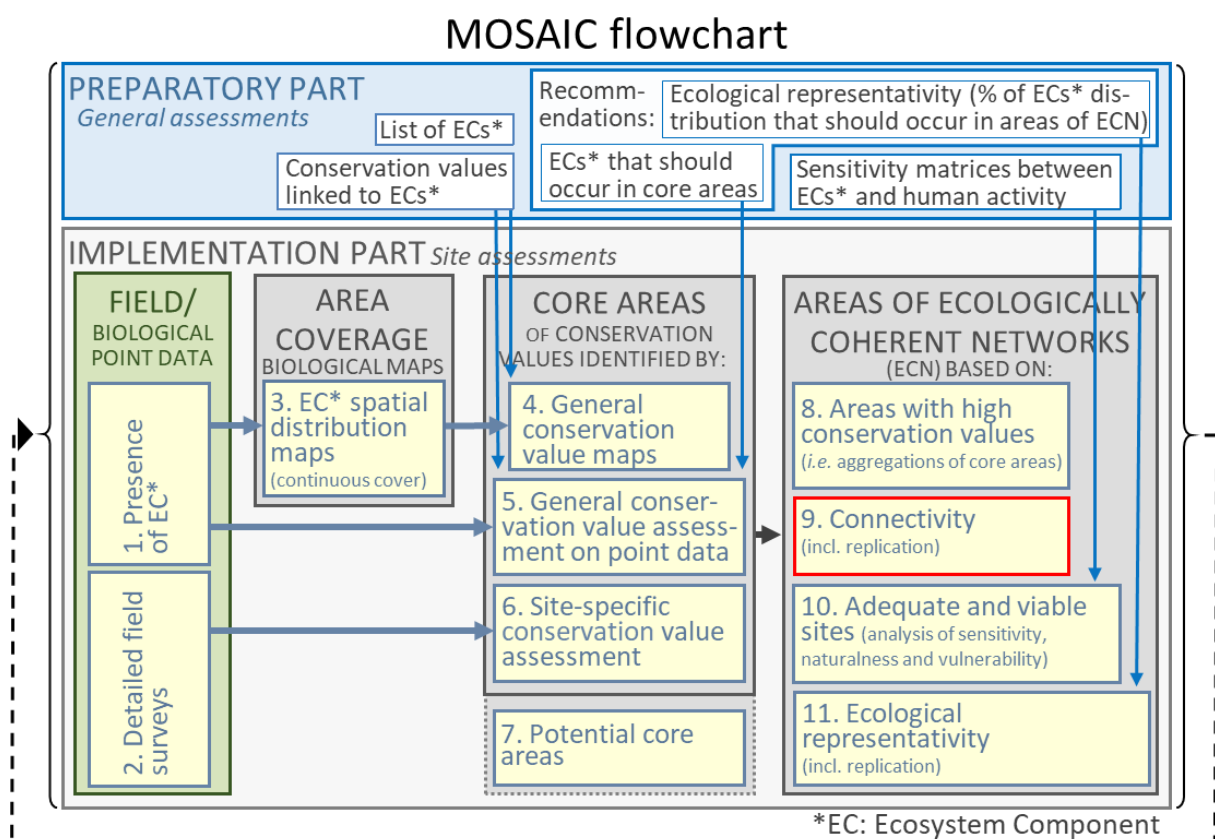 MOSAIC flowchart
PREPARATORY PART
General assessments
List of ECs*
Conservation values
linked to ECs*
Recomm-
endations:
Ecological representativity (% of ECs* dis-
tribution that should occur in areas of ECN)
ECs* that should
occur in core areas
Sensitivity matrices between
ECs* and human activity
IMPLEMENTATION PART Site assessments
FIELD/
BIOLOGICAL
POINT DATA
1. Presence
of EC*
2. Detailed field
surveys
AREA
COVERAGE
BIOLOGICAL MAPS
3. EC* spatial
distribution
maps
(continuous cover)
CORE AREAS
OF CONSERVATION
VALUES IDENTIFIED BY:
4. General
conservation
value maps
5. General conser-
vation value assess-
ment on point data
6. Site-specific
conservation value
assessment
7. Potential core
areas
AREAS OF ECOLOGICALLY
COHERENT NETWORKS
(ECN) BASED ON:
8. Areas with high
conservation values
(i.e. aggregations of core areas)
9. Connectivity
(incl. replication)
10. Adequate and viable
sites (analysis of sensitivity,
naturalness and vulnerability)
11. Ecological
representativity
(incl. replication)
*EC: Ecosystem Component